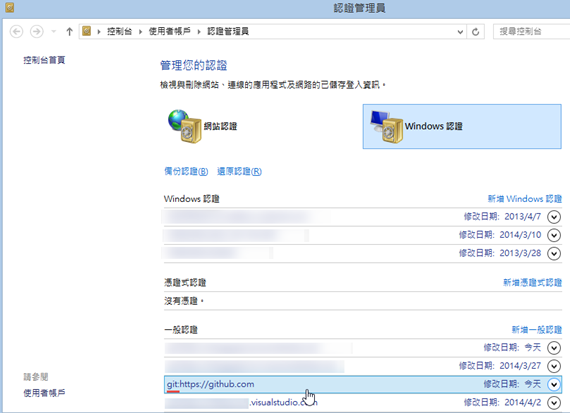 認證管理員
控制台 使用者帳戶 認證管理員 搜尋控制台
控制台首頁
管理您的認證
檢視與刪除網站、連線的應用程式及網路的已儲存登入資訊。
網站認證 Windows 認證
備份認證(B) 還原認證(R)
Windows 認證 新增 Windows 認證
修改日期: 2013/4/7
修改日期: 2014/3/10
修改日期: 2013/3/28
憑證式認證 新增憑證式認證
沒有憑證。
一般認證 新增一般認證
修改日期: 今天
修改日期: 2014/3/27
git:https://github.com 修改日期: 今天
.visualstudio.com 修改日期: 2014/4/2
請參閱
使用者帳戶